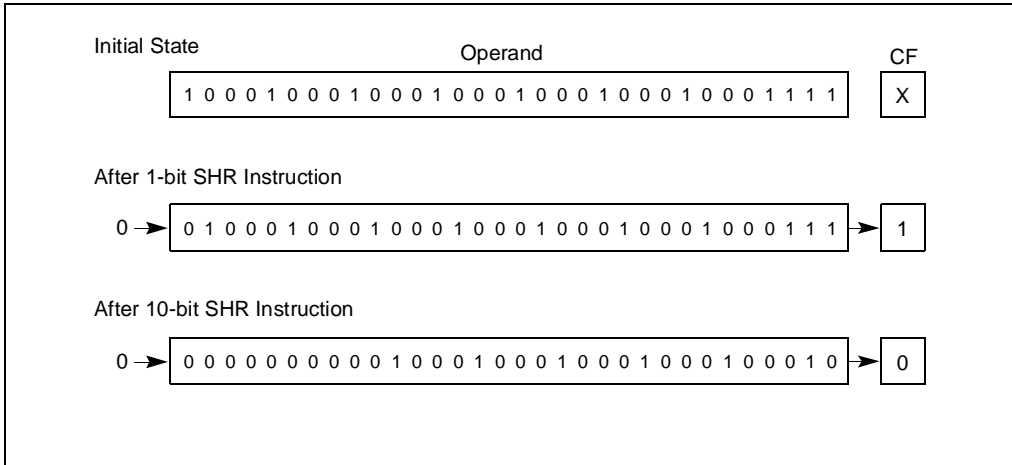 Initial State
Operand
CF
1 0 0 0 1 0 0 0 1 0 0 0 1 0 0 0 1 0 0 0 1 0 0 0 1 0 0 0 1 1 1 1
X
After 1-bit SHR Instruction
0
0 1 0 0 0 1 0 0 0 1 0 0 0 1 0 0 0 1 0 0 0 1 0 0 0 1 0 0 0 1 1 1
1
After 10-bit SHR Instruction
0
0 0 0 0 0 0 0 0 0 0 1 0 0 0 1 0 0 0 1 0 0 0 1 0 0 0 1 0 0 0 1 0
0